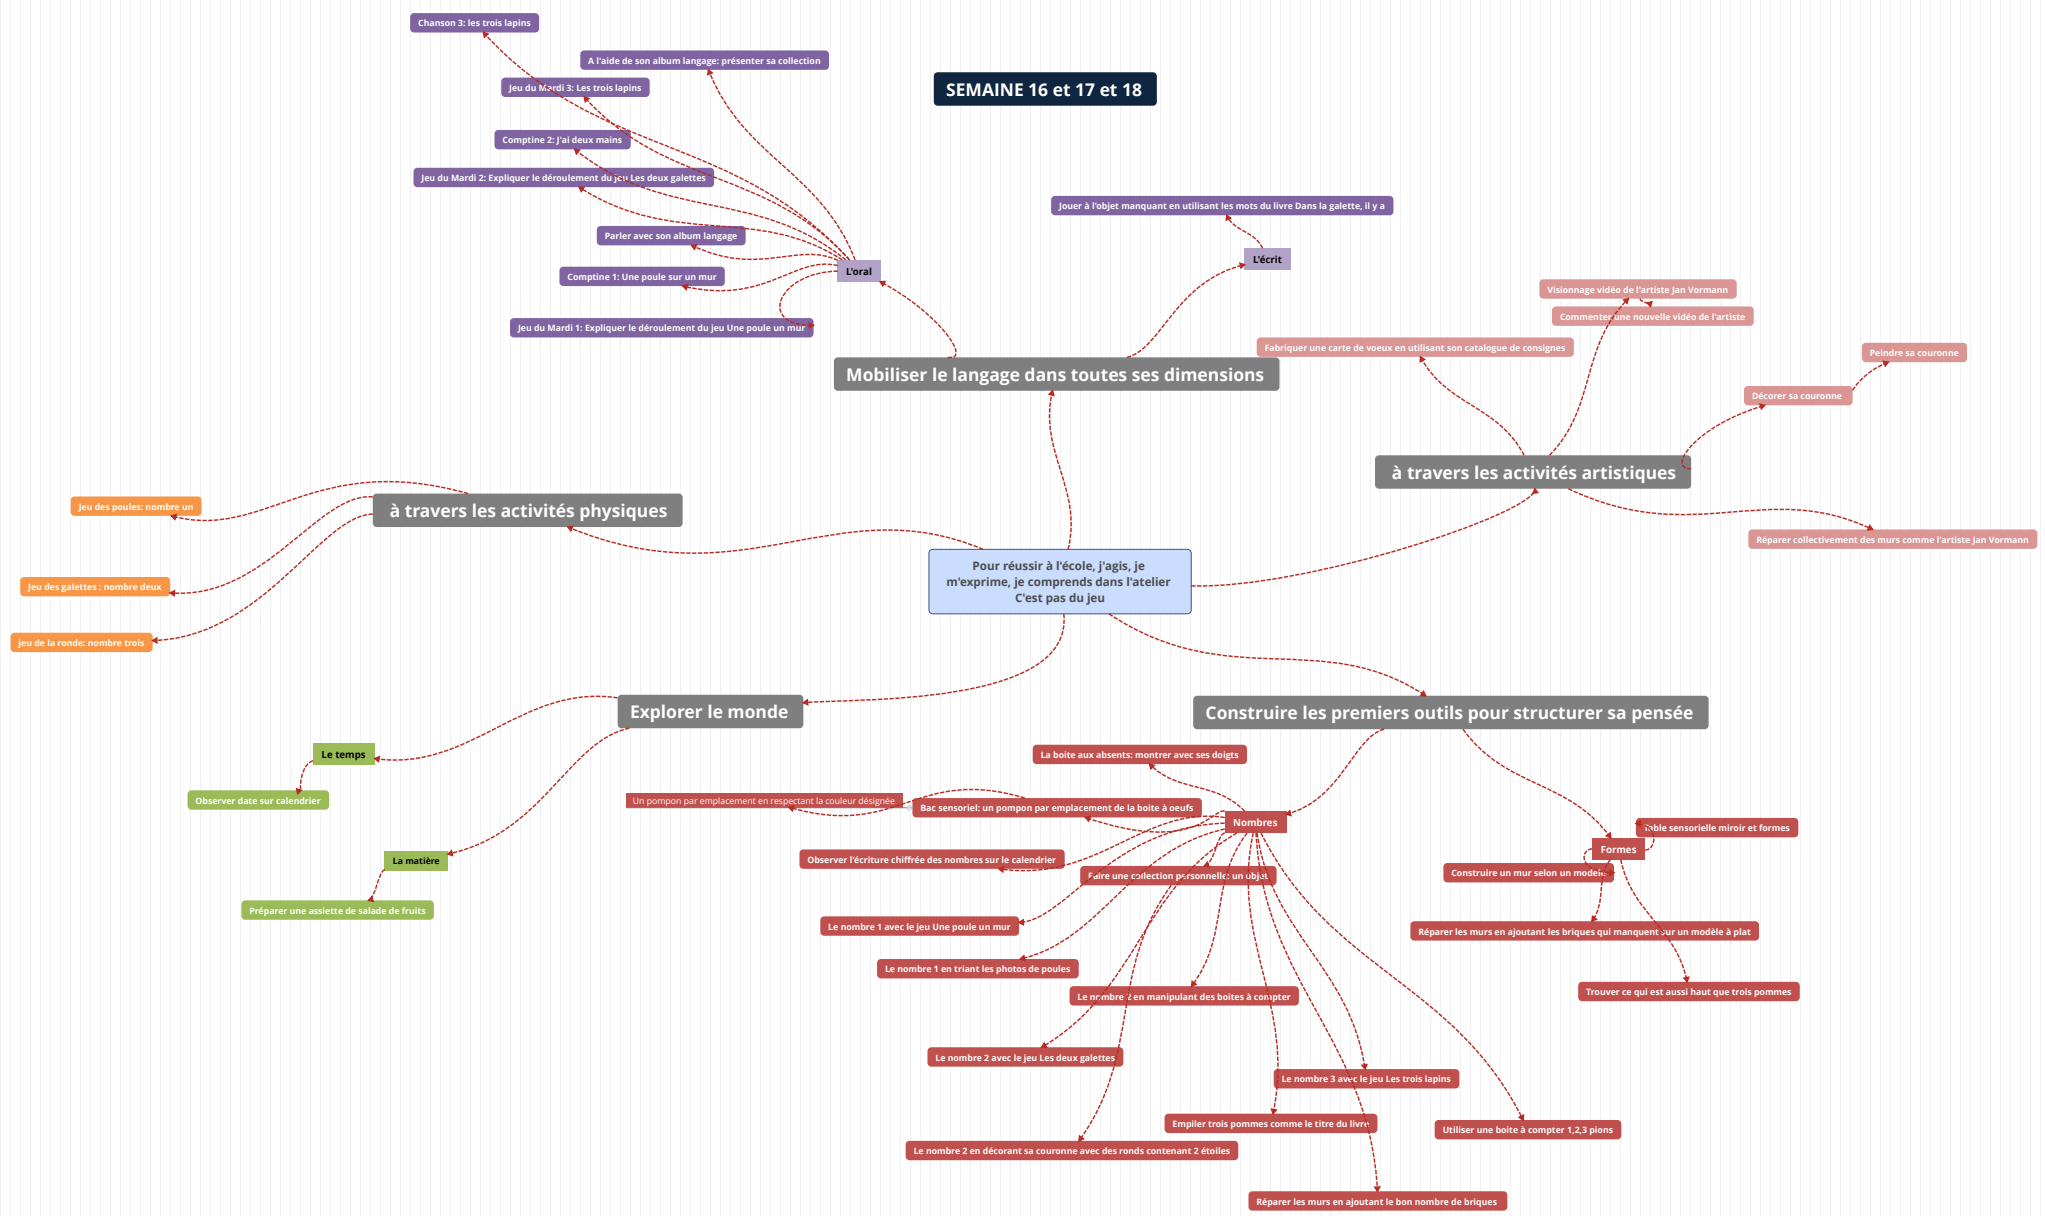 Chanson 3: les trois lapins
A l'aide de son album langage: présenter sa collection
Jeu du Mardi 3: Les trois lapins
SEMAINE 16 et 17 et 18
Comptine 2: J'ai deux mains
Jeu du Mardi 2: Expliquer le déroulement du jeu Les deux galettes
Parler avec son album langage
Comptine 1: Une poule sur un mur
L'oral
Jeu du Mardi 1: Expliquer le déroulement du jeu Une poule un mur
Jouer à l'objet manquant en utilisant les mots du livre Dans la galette, il y a
L'écrit
Mobiliser le langage dans toutes ses dimensions
Visionnage vidéo de l'artiste Jan Vormann
Commenter une nouvelle vidéo de l'artiste
Fabriquer une carte de voeux en utilisant son catalogue de consignes
Peindre sa couronne
Décorer sa couronne
à travers les activités artistiques
Réparer collectivement des murs comme l'artiste Jan Vormann
à travers les activités physiques
Jeu des poules: nombre un
Jeu des galettes : nombre deux
jeu de la ronde: nombre trois
Pour réussir à l'école, j'agis, je
m'exprime, je comprends dans l'atelier
C'est pas du jeu
Explorer le monde
Le temps
Observer date sur calendrier
La matière
Préparer une assiette de salade de fruits
Construire les premiers outils pour structurer sa pensée
La boite aux absents: montrer avec ses doigts
Un pompon par emplacement en respectant la couleur désignée
Bac sensoriel: un pompon par emplacement de la boite à oeufs
Nombres
Observer l'écriture chiffrée des nombres sur le calendrier
Faire une collection personnelle: un objet
Le nombre 1 avec le jeu Une poule un mur
Le nombre 1 en triant les photos de poules
Le nombre 2 en manipulant des boites à compter
Le nombre 2 avec le jeu Les deux galettes
Le nombre 3 avec le jeu Les trois lapins
Empiler trois pommes comme le titre du livre
Utiliser une boite à compter 1,2,3 pions
Le nombre 2 en décorant sa couronne avec des ronds contenant 2 étoiles
Réparer les murs en ajoutant le bon nombre de briques
Table sensorielle miroir et formes
Formes
Construire un mur selon un modèle
Réparer les murs en ajoutant les briques qui manquent sur un modèle à plat
Trouver ce qui est aussi haut que trois pommes